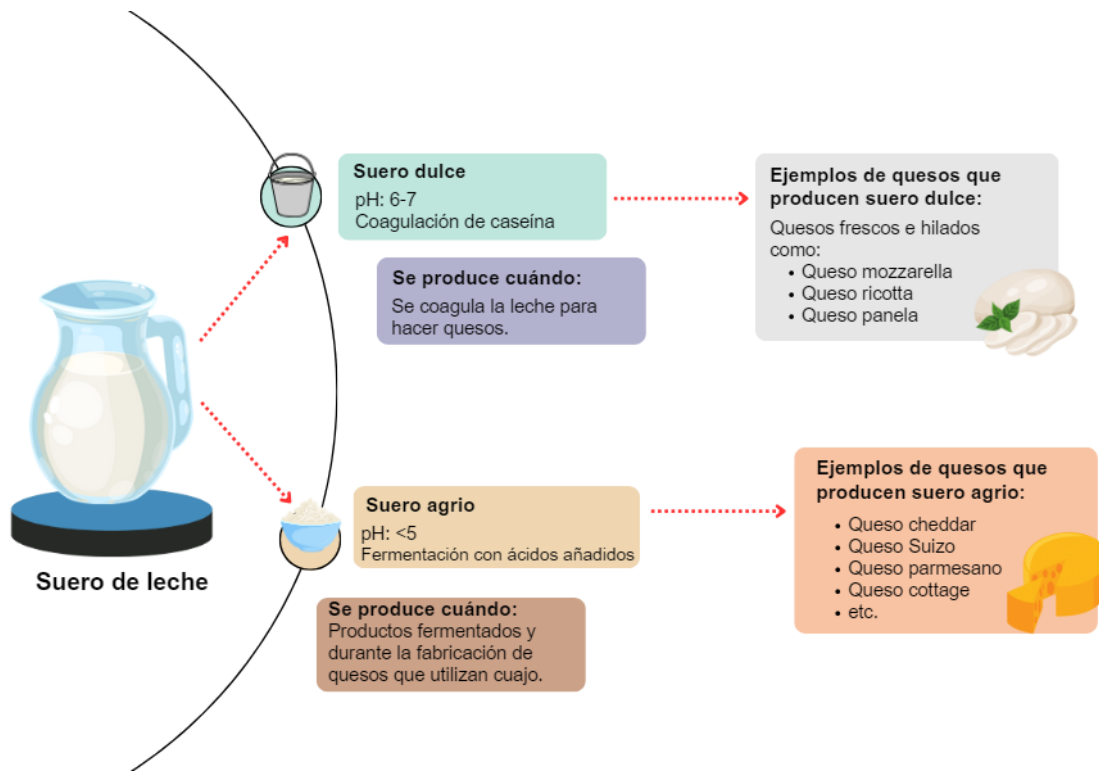 Suero dulce
pH: 6-7
Coagulación de caseína
Se produce cuándo:
Se coagula la leche para
hacer quesos.
Ejemplos de quesos que
producen suero dulce:
Quesos frescos e hilados
como:
• Queso mozzarella
• Queso ricotta
• Queso panela
Suero de leche
Suero agrio
pH: <5
Fermentación con ácidos añadidos
Se produce cuándo:
Productos fermentados y
durante la fabricación de
quesos que utilizan cuajo.
Ejemplos de quesos que
producen suero agrio:
• Queso cheddar
• Queso Suizo
• Queso parmesano
• Queso cottage
• etc.